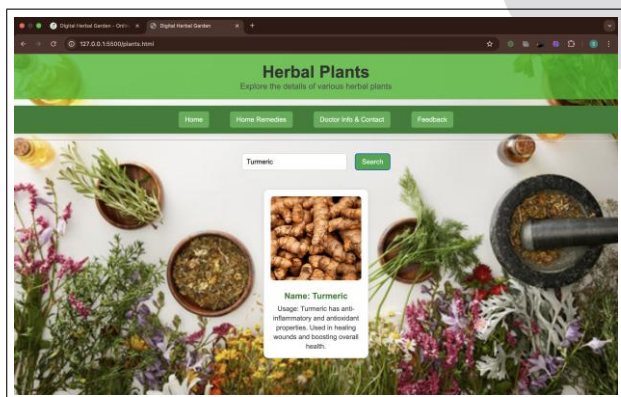 Digital Herbal Garden - Onlin
Digital Herbal Garden
127.0.0.1:5500/plants.html
Herbal Plants
Explore the details of various herbal plants
Home
Home Remedies
Doctor Info & Contact
Feedback
Turmeric
Search
Name: Turmeric
Usage: Turmeric has anti-
inflammatory and antioxidant
properties. Used in healing
wounds and boosting overall
health.